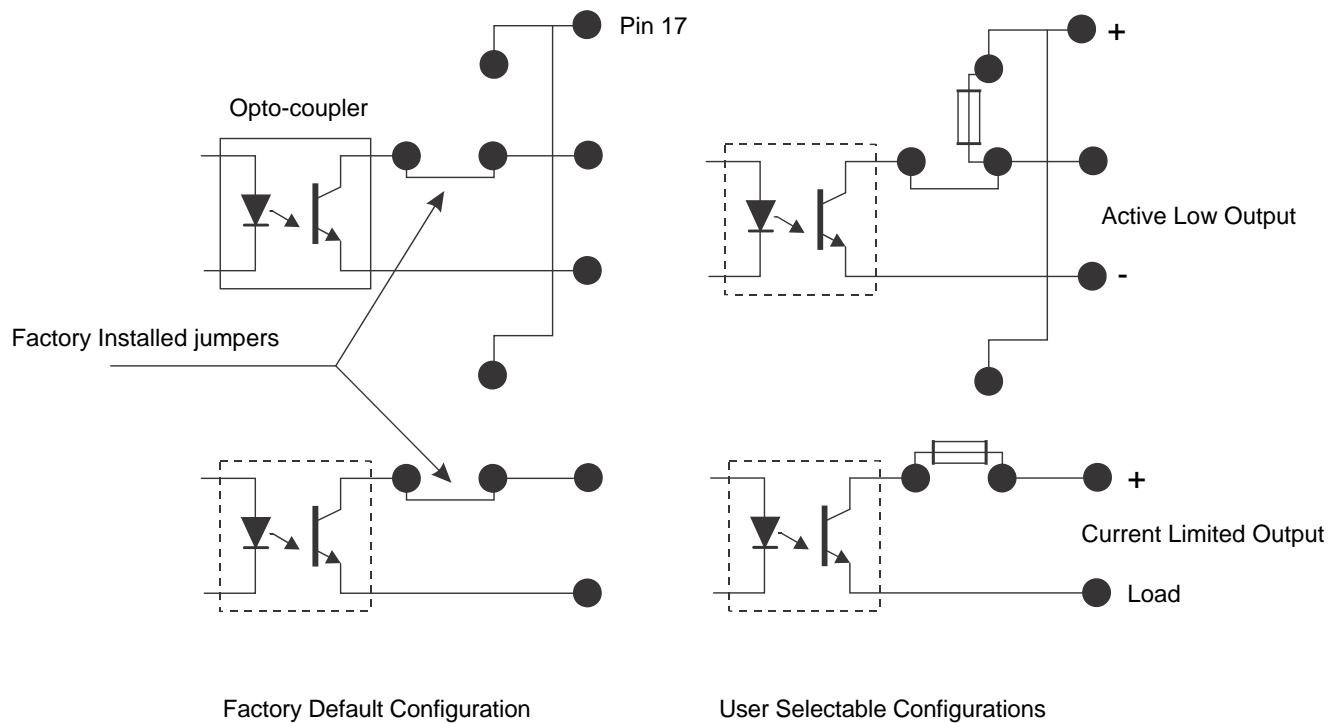 Pin 17
+
Opto-coupler
Active Low Output
-
Factory Installed jumpers
+
Current Limited Output
Load
Factory Default Configuration
User Selectable Configurations